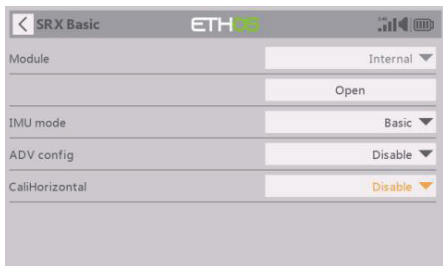 SRX Basic ETHOS
Module Internal
Open
IMU mode Basic
ADV config Disable
CaliHorizontal Disable